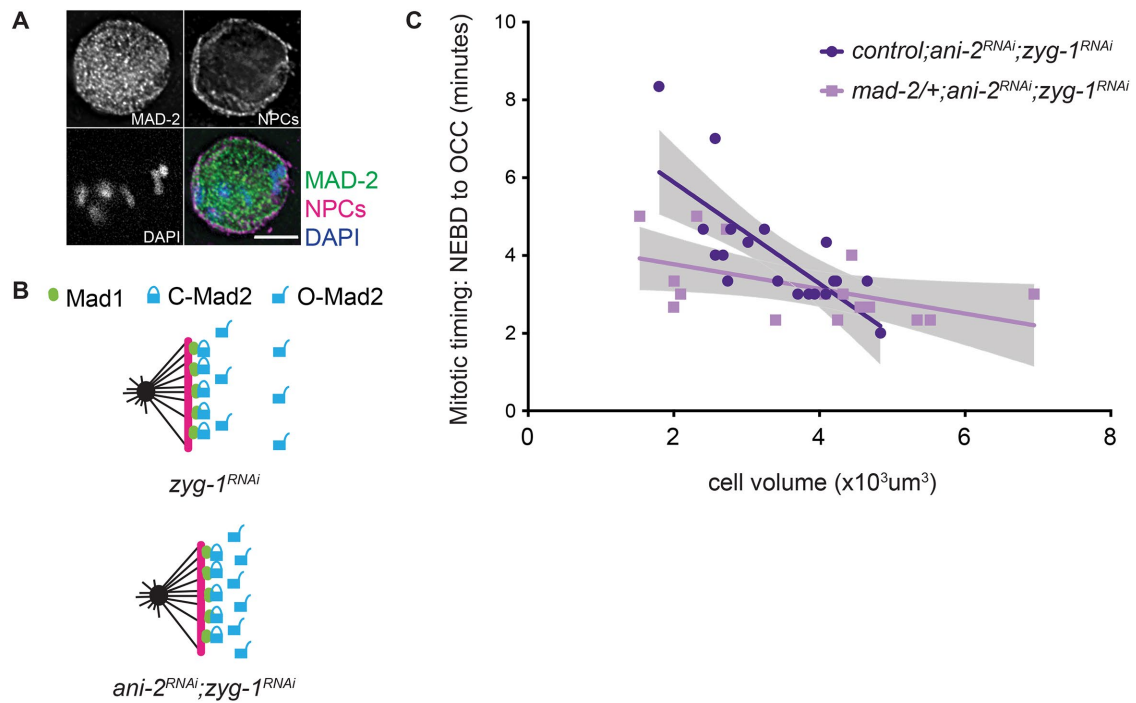 A
MAD-2
NPCs
DAPI
MAD-2
NPCs
DAPI
B
Mad1
C-Mad2
O-Mad2
zyg-1RNAi
ani-2RNAi;zyg-1RNAi
C
Mitotic timing: NEBD to OCC (minutes)
10
8
6
4
2
0
0 2 4 6 8
cell volume (x10³um³)
control;ani-2RNAi;zyg-1RNAi
mad-2/+;ani-2RNAi;zyg-1RNAi